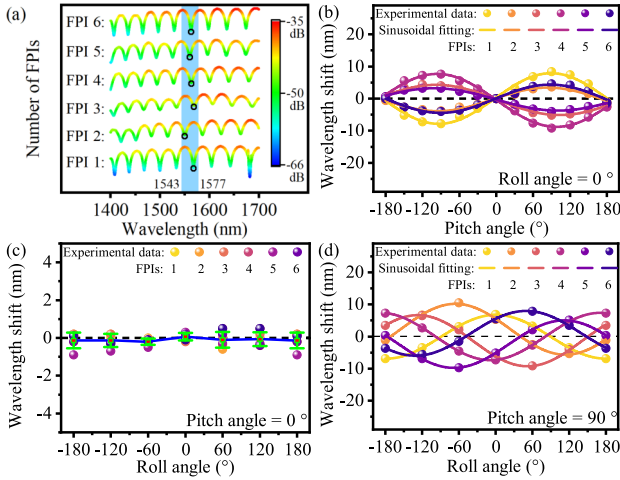 (a)
Number of FPIs
FPI 6:
FPI 5:
FPI 4:
FPI 3:
FPI 2:
FPI 1:
-35
dB
-50
dB
-66
dB
1543 1577
1400 1500 1600 1700
Wavelength (nm)
(b)
Wavelength shift (nm)
Experimental data:
Sinusoidal fitting:
FPIs: 1 2 3 4 5 6
20
10
0
-10
-20
Roll angle = 0 °
-180 -120 -60 0 60 120 180
Pitch angle (°)
(c)
Wavelength shift (nm)
Experimental data:
FPIs: 1 2 3 4 5 6
4
2
0
-2
-4
Pitch angle = 0 °
-180 -120 -60 0 60 120 180
Roll angle (°)
(d)
Wavelength shift (nm)
Experimental data:
Sinusoidal fitting:
FPIs: 1 2 3 4 5 6
20
10
0
-10
-20
Pitch angle = 90 °
-180 -120 -60 0 60 120 180
Roll angle (°)